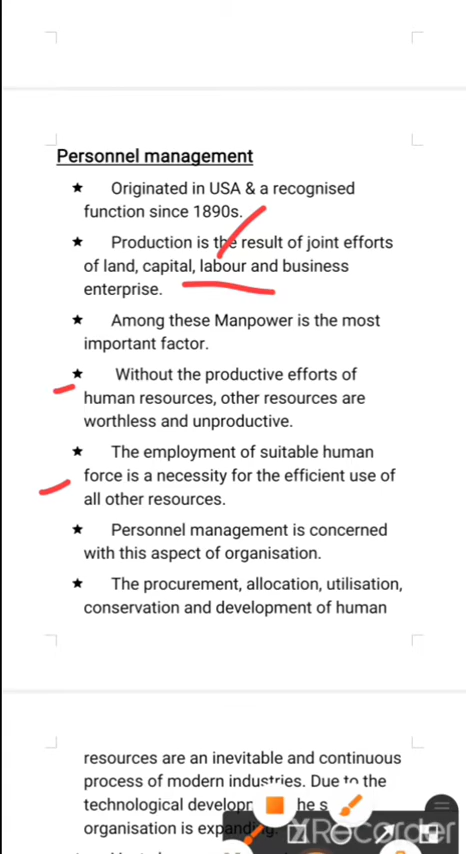 Personnel management
★ Originated in USA & a recognised
function since 1890s.
★ Production is the result of joint efforts
of land, capital, labour and business
enterprise.
★ Among these Manpower is the most
important factor.
★ Without the productive efforts of
human resources, other resources are
worthless and unproductive.
★ The employment of suitable human
force is a necessity for the efficient use of
all other resources.
★ Personnel management is concerned
with this aspect of organisation.
★ The procurement, allocation, utilisation,
conservation and development of human
resources are an inevitable and continuous
process of modern industries. Due to the
technological he s
organisation is
XRecorder